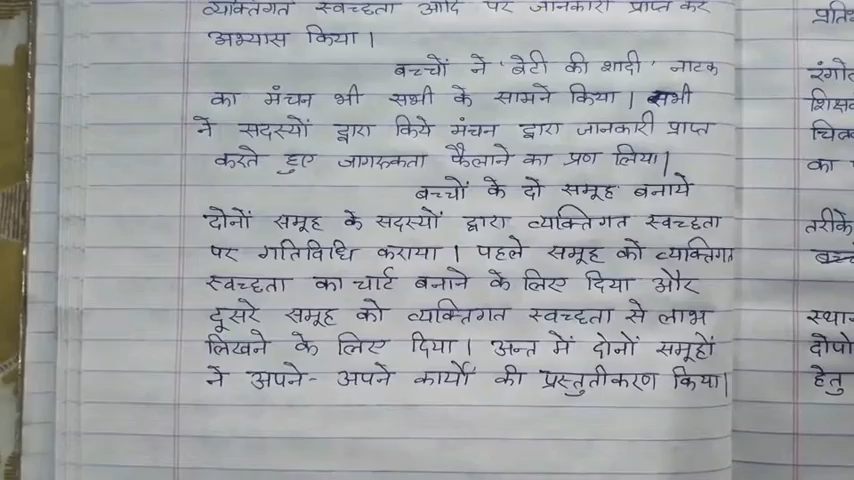 व्यक्तिगत स्वच्छता आदि पर जानकारी प्राप्त कर
अभ्यास किया।
बच्चों ने 'बेटी की शादी' नाटक
का मंचन भी सभी के सामने किया। सभी
ने सदस्यों द्वारा किये मंचन द्वारा जानकारी प्राप्त
करते हुए जागरुकता फैलाने का प्रण लिया।
बच्चों के दो समूह बनाये
दोनों समूह के सदस्यों द्वारा व्यक्तिगत स्वच्छता
पर गतिविधि कराया। पहले समूह को व्यक्तिगत
स्वच्छता का चार्ट बनाने के लिए दिया और
दूसरे समूह को व्यक्तिगत स्वच्छता से लाभ
लिखने के लिए दिया। अन्त में दोनों समूहों
ने अपने-अपने कार्यों की प्रस्तुतीकरण किया।
का
तरीके
हेतु